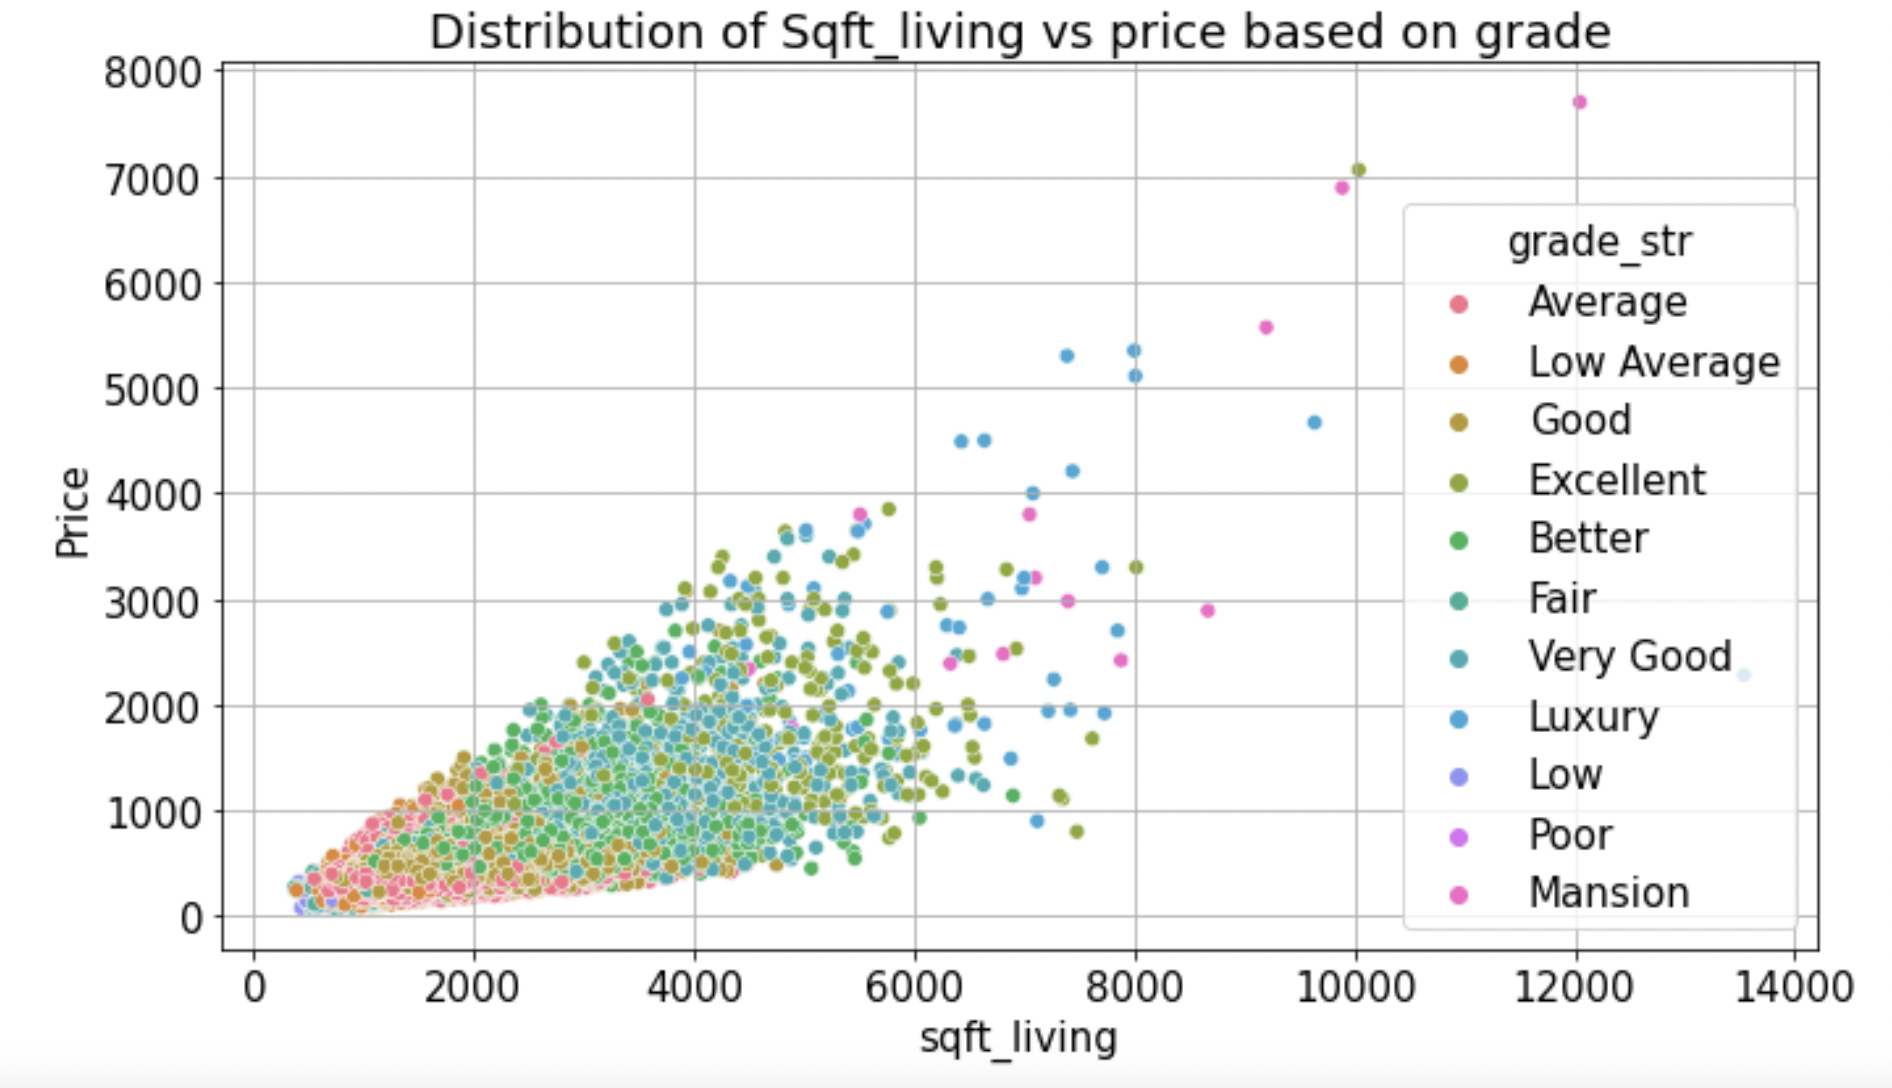 Distribution of Sqft_living vs price based on grade
8000
7000
6000
5000
4000
3000
2000
1000
0
Price
0 2000 4000 6000 8000 10000 12000 14000
sqft_living
grade_str
Average
Low Average
Good
Excellent
Better
Fair
Very Good
Luxury
Low
Poor
Mansion